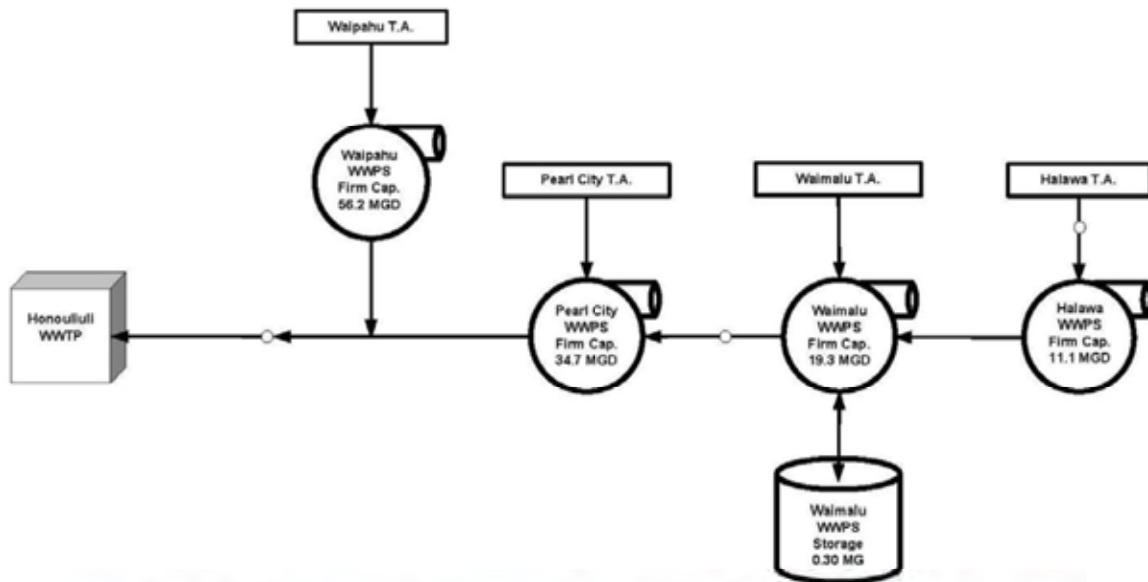 Waipahu T.A.
Waipahu
WWPS
Firm Cap.
56.2 MGD
Pearl City T.A.
Waimalu T.A.
Halawa T.A.
Honouliuli
WWTP
Pearl City
WWPS
Firm Cap.
34.7 MGD
Waimalu
WWPS
Firm Cap.
19.3 MGD
Halawa
WWPS
Firm Cap.
11.1 MGD
Waimalu
WWPS
Storage
0.30 MG